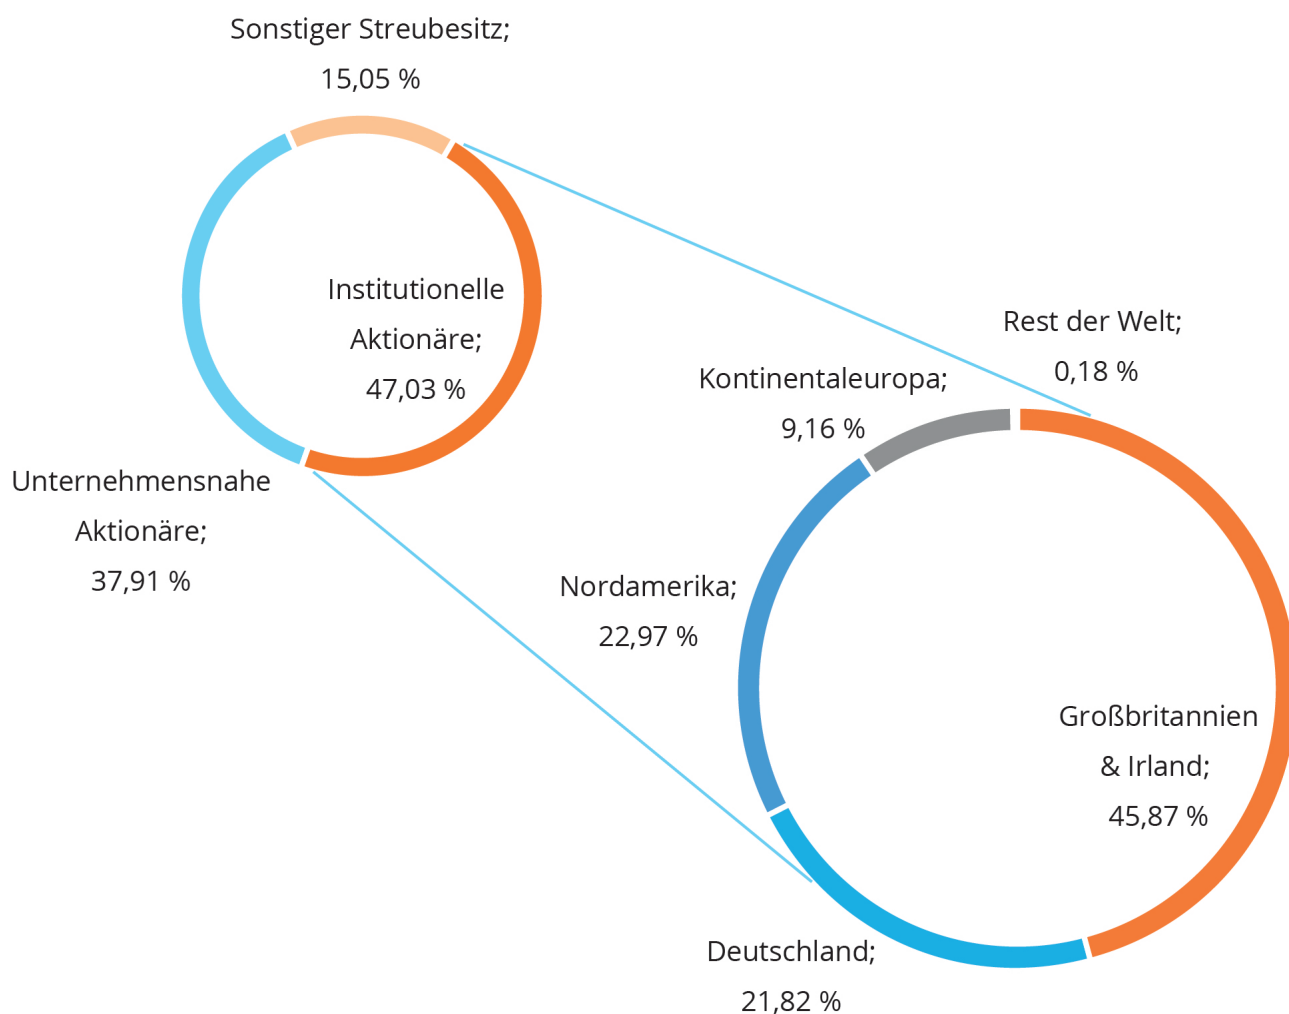 Sonstiger Streubesitz;
15,05 %
Institutionelle
Aktionäre;
47,03 %
Unternehmensnahe
Aktionäre;
37,91 %
Rest der Welt;
0,18 %
Kontinentaleuropa;
9,16 %
Nordamerika;
22,97 %
Großbritannien
& Irland;
45,87 %
Deutschland;
21,82 %